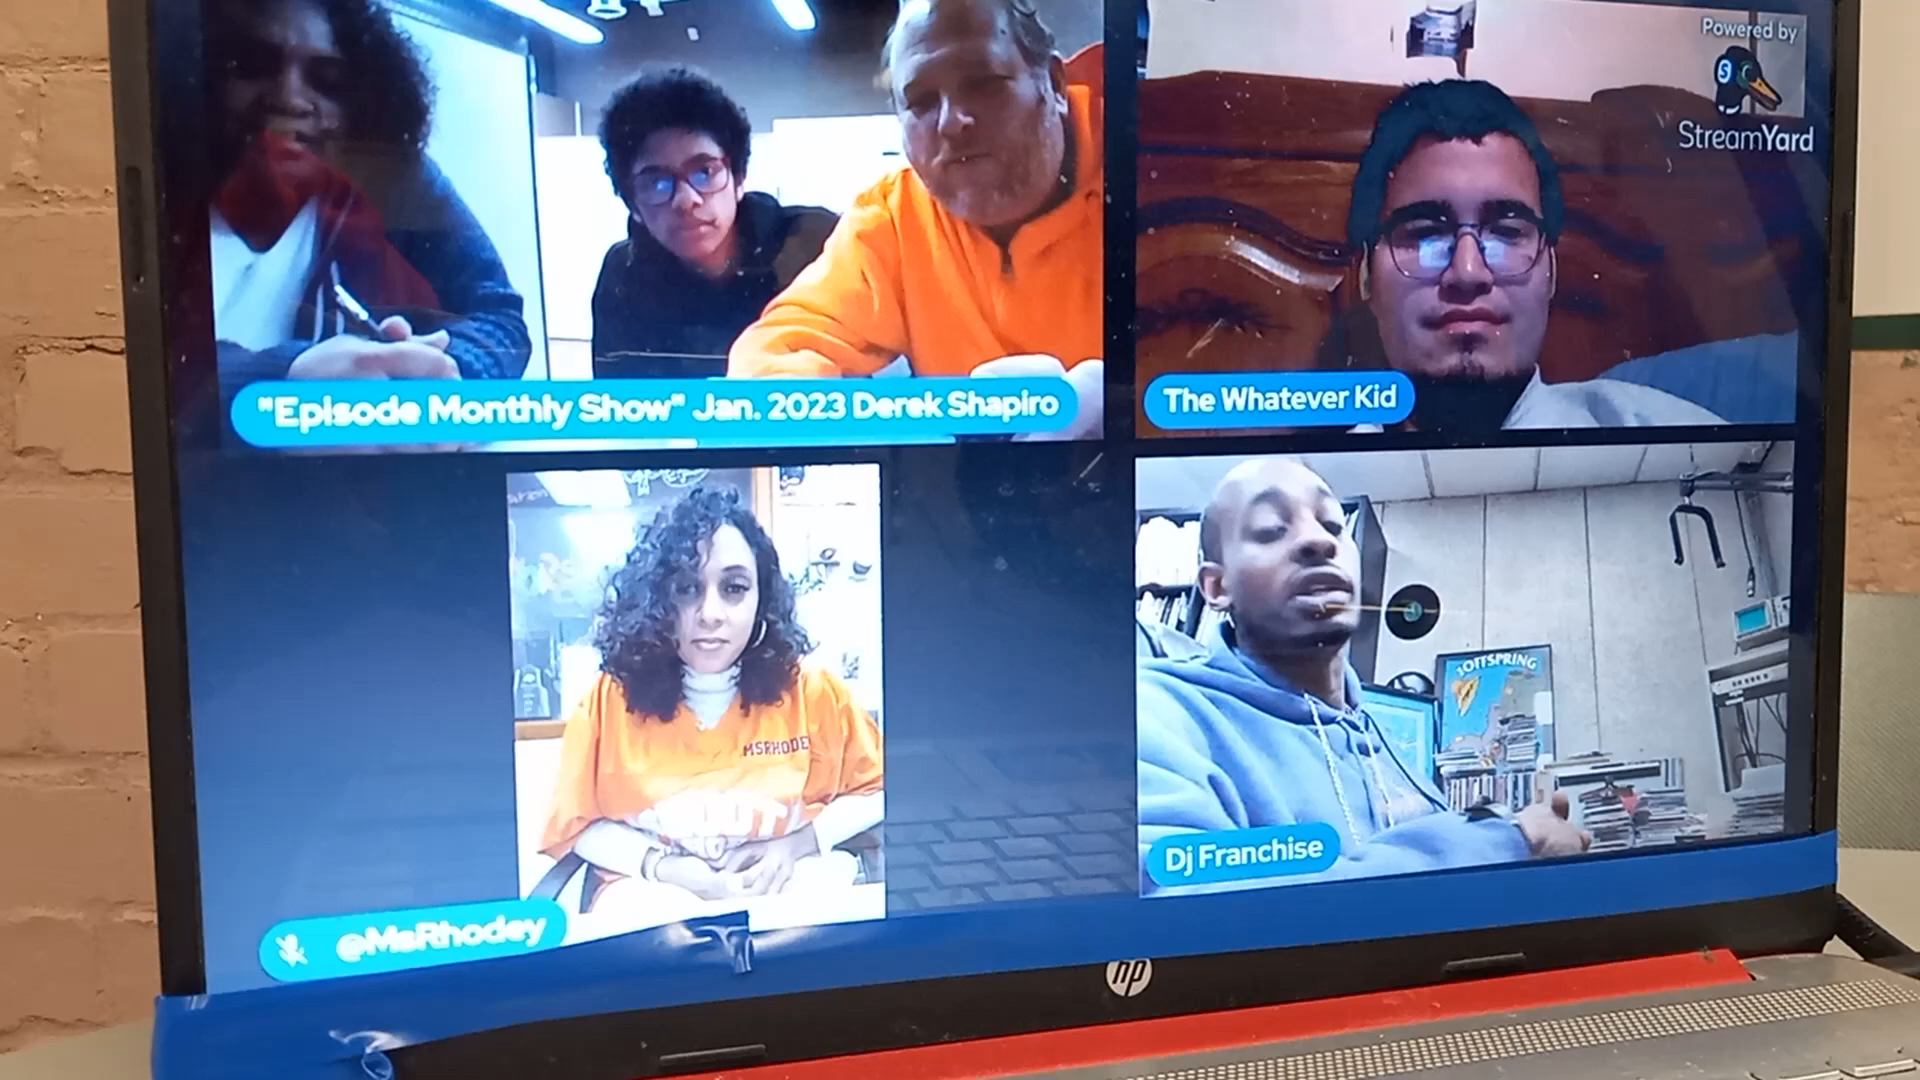 Powered by
S
StreamYard
"Episode Monthly Show" Jan. 2023 Derek Shapiro
The Whatever Kid
OFFSPRING
MSRHODEY
Dj Franchise
@MsRhodey
hp